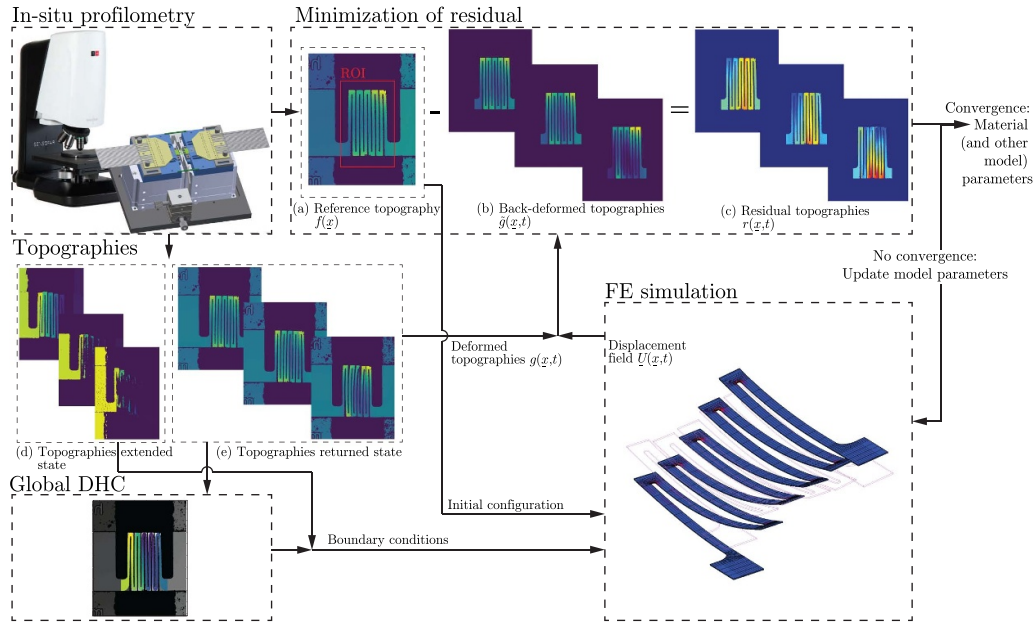 In-situ profilometry
Minimization of residual
ROI
(a) Reference topography
f(x)
(b) Back-deformed topographies
g̃(x,t)
(c) Residual topographies
r(x,t)
Convergence:
Material
(and other
model)
parameters
No convergence:
Update model parameters
Topographies
(d) Topographies extended
state
(e) Topographies returned state
Deformed
topographies g(x,t)
Displacement
field U(x,t)
FE simulation
Global DHC
Initial configuration
Boundary conditions